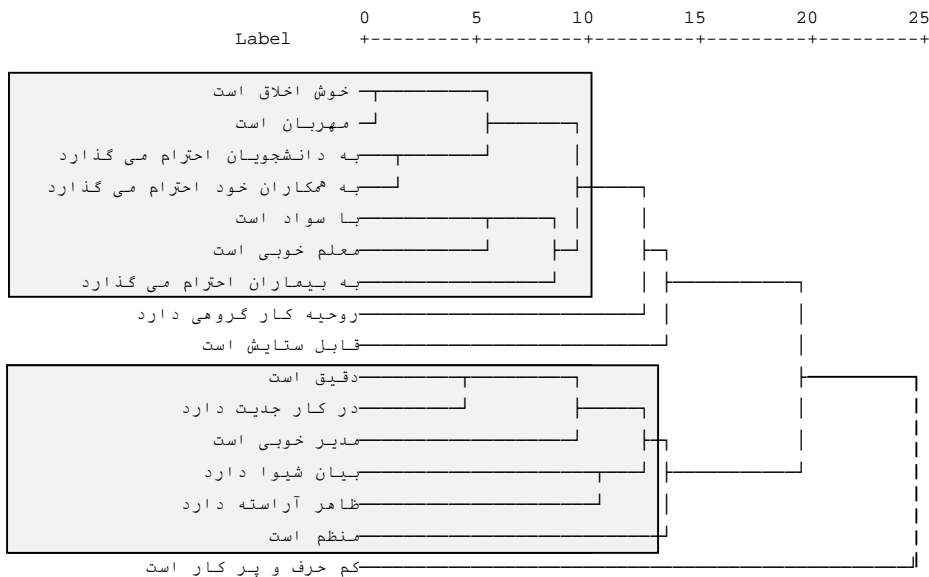 0 5 10 15 20 25
Label
خوش اخلاق است
مهربان است
به دانشجویان احترام می گذارد
به همکاران خود احترام می گذارد
با سواد است
معلم خوبی است
به بیماران احترام می گذارد
روحیه کار گروهی دارد
قابل ستایش است
دقیق است
در کار جدیت دارد
مدیر خوبی است
بیان شیوا دارد
ظاهر آراسته دارد
منظم است
کم حرف و پر کار است